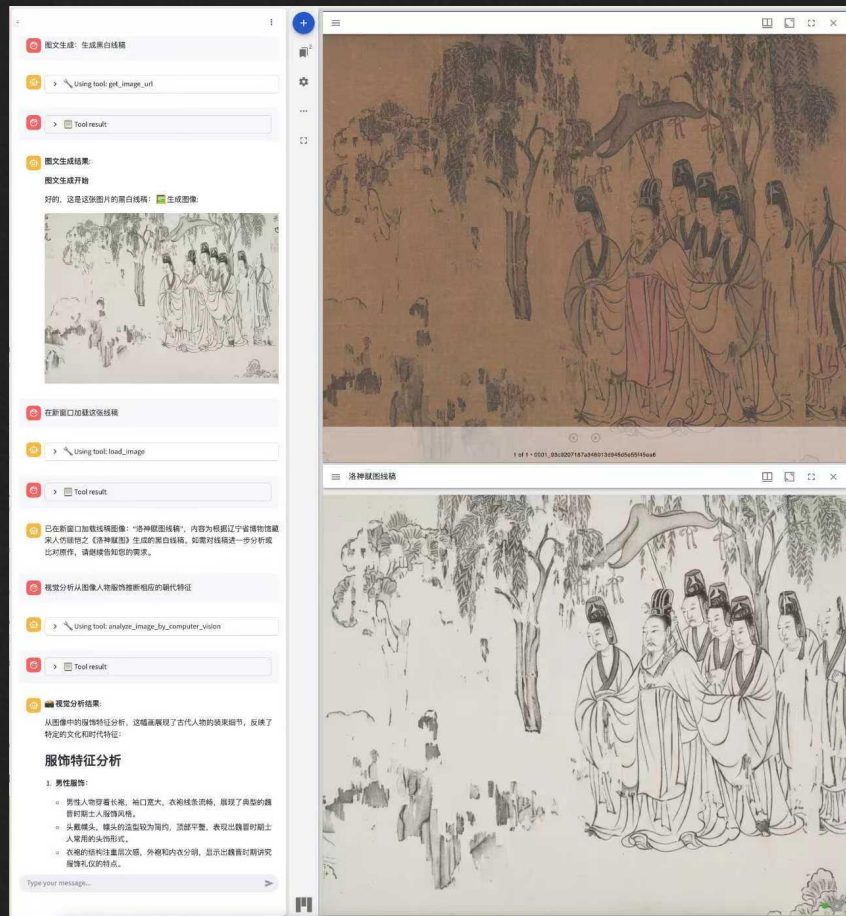 图文生成：生成黑白线稿
Using tool: get_image_url
Tool result
图文生成结果:
图文生成开始
好的，这是这张图片的黑白线稿： 生成图像:
在新窗口加载这张线稿
Using tool: load_image
Tool result
已在新窗口加载线稿图像：“洛神赋图线稿”，内容为根据辽宁省博物馆藏
宋人仿顾恺之《洛神赋图》生成的黑白线稿。如需对线稿进一步分析或
比对原作，请继续告知您的需求。
视觉分析从图像人物服饰推断相应的朝代特征
Using tool: analyze_image_by_computer_vision
Tool result
视觉分析结果:
从图像中的服饰特征分析，这幅画展现了古代人物的装束细节，反映了
特定的文化和时代特征：
服饰特征分析
1. 男性服饰：
男性人物穿着长袍，袖口宽大，衣袍线条流畅，展现了典型的魏
晋时期士人服饰风格。
头戴幞头，幞头的造型较为简约，顶部平整，表现出魏晋时期士
人常用的头饰形式。
衣袍的结构注重层次感，外袍和内衣分明，显示出魏晋时期讲究
服饰礼仪的特点。
Type your message...
2
1 of 1
洛神赋图线稿